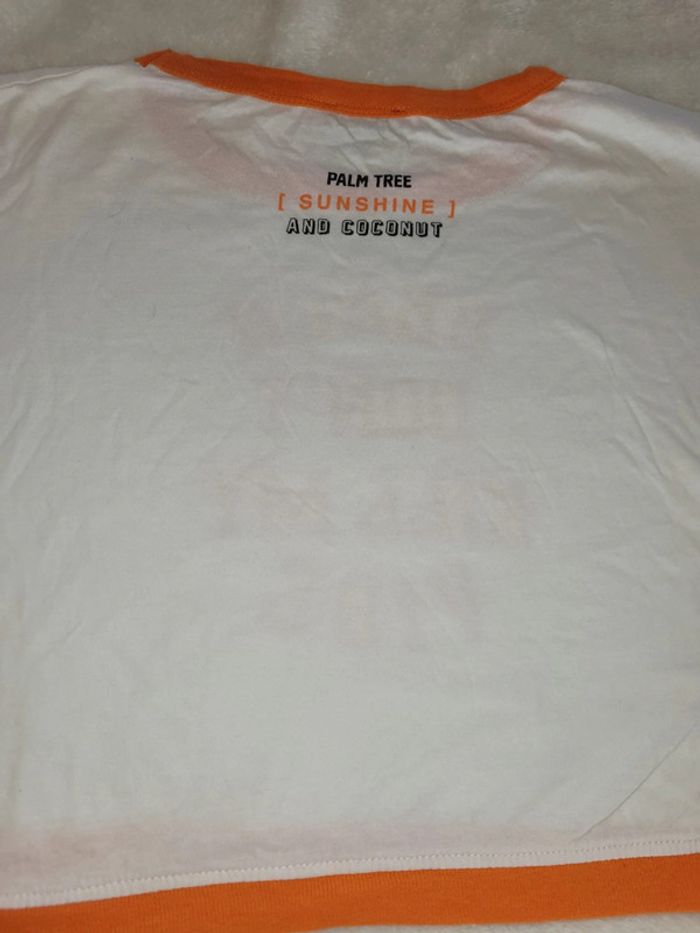 PALM TREE
[ SUNSHINE ]
AND COCONUT